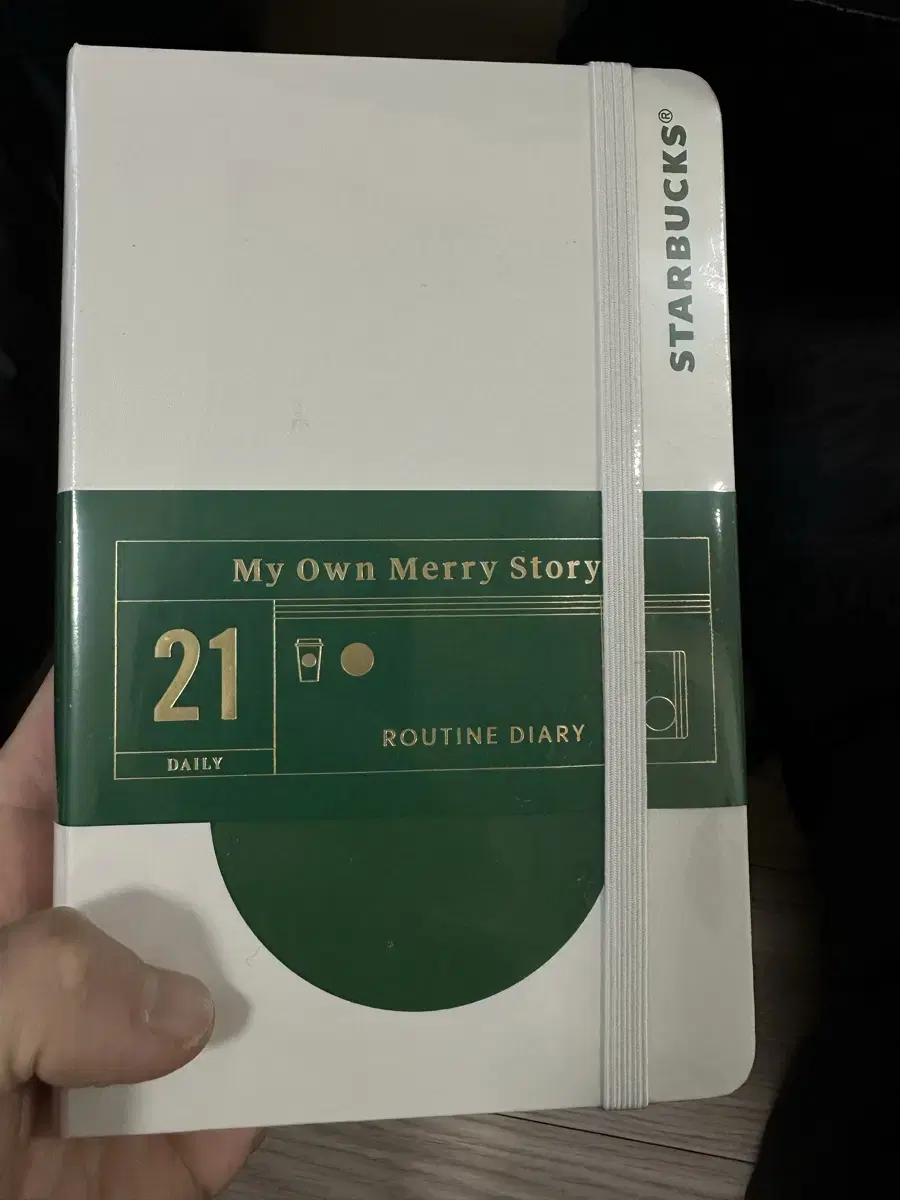 STARBUCKS®
My Own Merry Story
21
DAILY
ROUTINE DIARY